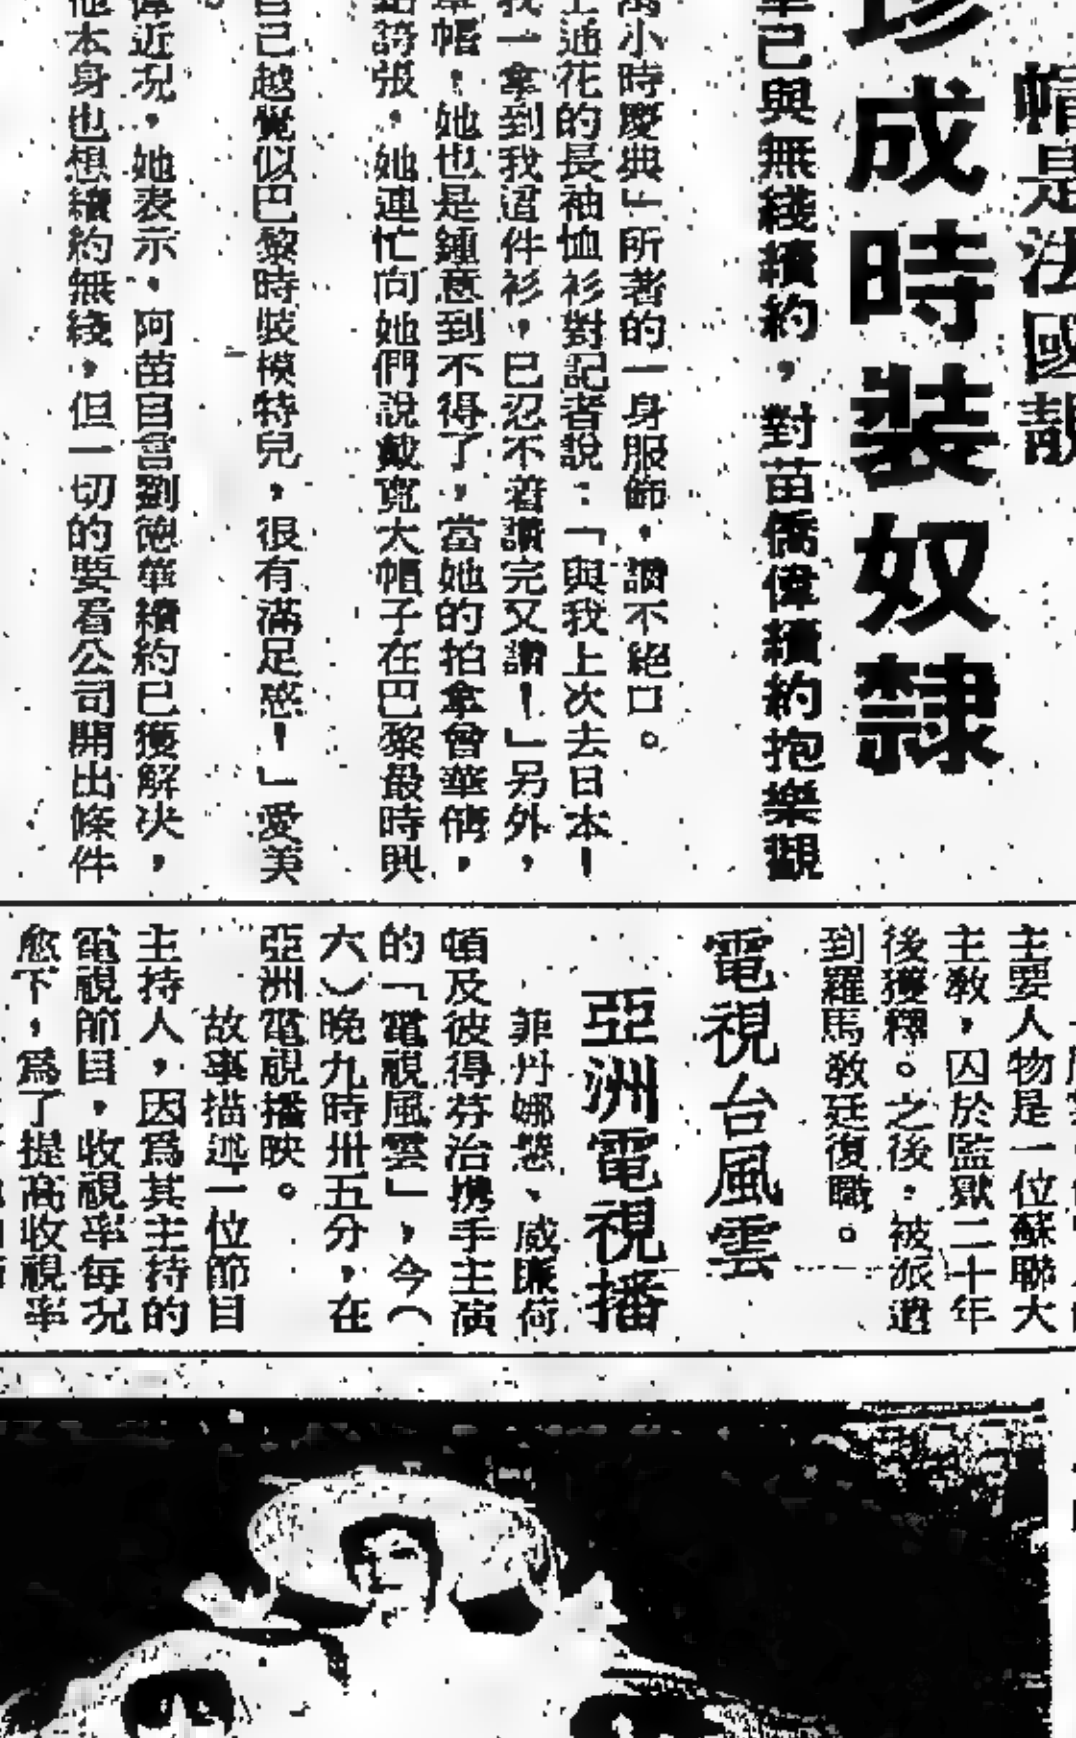 帽是法國靚
珍成時裝奴隸
華已與無綫續約，對苗僑偉續約抱樂觀
萬小時慶典」所著的一身服飾，讚不絕口。
上通花的長袖恤衫對記者說：「與我上次去日本！
我一拿到我這件衫，已忍不着讚完又讚！」另外，
草帽，她也是鍾意到不得了，當她的拍拿曾華倩，
點誇張，她連忙向她們說戴寬大帽子在巴黎最時興
自己越覺似巴黎時裝模特兒，很有滿足感！」愛美
偉近況，她表示，阿苗自當劉德華續約已獲解决，
他本身也想續約無綫，但一切的要看公司開出條件
主要人物是一位蘇聯大
主教，囚於監獄二十年
後獲釋。之後，被派遣
到羅馬教廷復職。
電視台風雲
亞洲電視播
菲丹娜慧、威廉荷
頓及彼得芬治携手主演
的「電視風雲」，今（
六）晚九時卅五分，在
亞洲電視播映。
故事描述一位節目
主持人，因爲其主持的
電視節目，收視率每况
愈下，爲了提高收視率